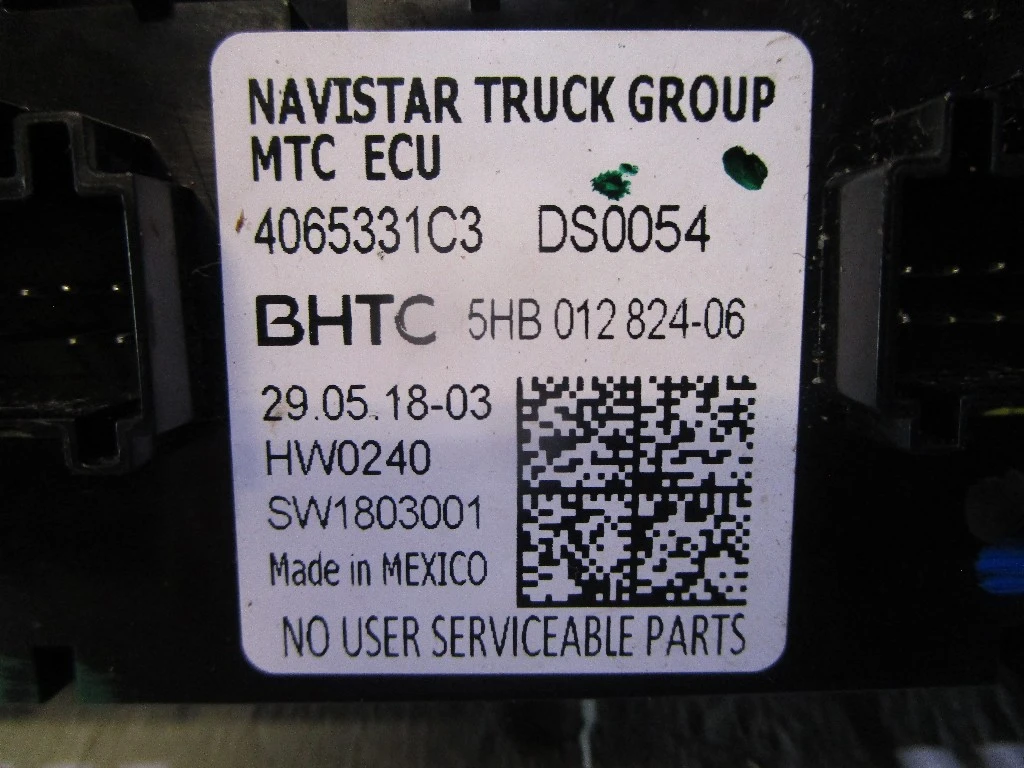 NAVISTAR TRUCK GROUP
MTC ECU
4065331C3 DS0054
BHTC 5HB 012 824-06
29.05.18-03
HW0240
SW1803001
Made in MEXICO
NO USER SERVICEABLE PARTS